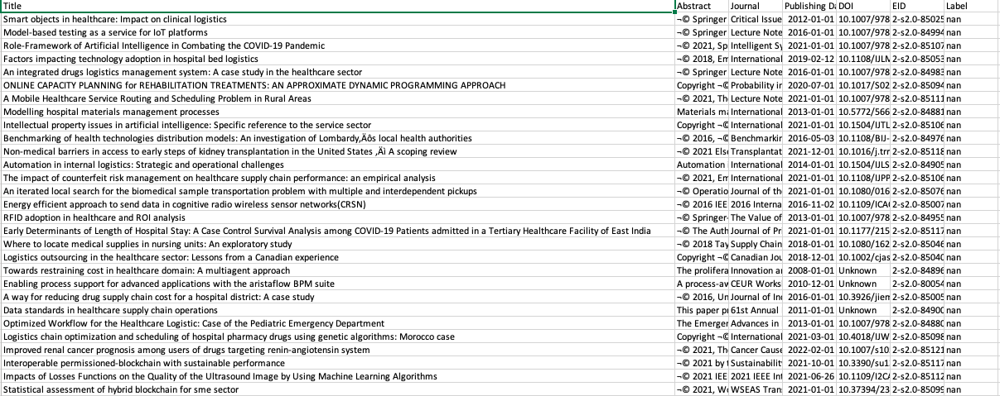 Title Abstract Journal Publishing Da DOI EID Label
Smart objects in healthcare: Impact on clinical logistics ¬© Springer Critical Issue 2012-01-01 10.1007/978 2-s2.0-85025 nan
Model-based testing as a service for IoT platforms ¬© Springer Lecture Note 2016-01-01 10.1007/978 2-s2.0-84994 nan
Role-Framework of Artificial Intelligence in Combating the COVID-19 Pandemic ¬© 2021, Sp Intelligent Sy 2021-01-01 10.1007/978 2-s2.0-85107 nan
Factors impacting technology adoption in hospital bed logistics ¬© 2018, Em International 2019-02-12 10.1108/IJLM 2-s2.0-85053 nan
An integrated drugs logistics management system: A case study in the healthcare sector ¬© Springer Lecture Note 2016-01-01 10.1007/978 2-s2.0-84983 nan
ONLINE CAPACITY PLANNING for REHABILITATION TREATMENTS: AN APPROXIMATE DYNAMIC PROGRAMMING APPROACH Copyright ¬© Probability in 2020-07-01 10.1017/S02 2-s2.0-85094 nan
A Mobile Healthcare Service Routing and Scheduling Problem in Rural Areas ¬© 2021, Th Lecture Note 2021-01-01 10.1007/978 2-s2.0-85111 nan
Modelling hospital materials management processes Materials ma International 2013-01-01 10.5772/566 2-s2.0-84881 nan
Intellectual property issues in artificial intelligence: Specific reference to the service sector Copyright ¬© International 2021-01-01 10.1504/IJTL 2-s2.0-85106 nan
Benchmarking of health technologies distribution models: An investigation of Lombardy‚Äôs local health authorities ¬© 2016, ¬© Benchmarkin 2016-05-03 10.1108/BIJ- 2-s2.0-84976 nan
Non-medical barriers in access to early steps of kidney transplantation in the United States ‚Äì A scoping review ¬© 2021 Else Transplantat 2021-12-01 10.1016/j.trr 2-s2.0-85118 nan
Automation in internal logistics: Strategic and operational challenges Automation International 2014-01-01 10.1504/IJLS 2-s2.0-84905 nan
The impact of counterfeit risk management on healthcare supply chain performance: an empirical analysis ¬© 2021, Em International 2021-01-01 10.1108/IJPP 2-s2.0-85106 nan
An iterated local search for the biomedical sample transportation problem with multiple and interdependent pickups ¬© Operatio Journal of the 2021-01-01 10.1080/016 2-s2.0-85076 nan
Energy efficient approach to send data in cognitive radio wireless sensor networks(CRSN) ¬© 2016 IEE 2016 Interna 2016-11-02 10.1109/ICA 2-s2.0-85007 nan
RFID adoption in healthcare and ROI analysis ¬© Springer- The Value of 2013-01-01 10.1007/978 2-s2.0-84955 nan
Early Determinants of Length of Hospital Stay: A Case Control Survival Analysis among COVID-19 Patients admitted in a Tertiary Healthcare Facility of East India ¬© The Auth Journal of Pr 2021-01-01 10.1177/215 2-s2.0-85117 nan
Where to locate medical supplies in nursing units: An exploratory study ¬© 2018 Tay Supply Chain 2018-01-01 10.1080/162 2-s2.0-85046 nan
Logistics outsourcing in the healthcare sector: Lessons from a Canadian experience Copyright ¬© Canadian Jou 2018-12-01 10.1002/cjas 2-s2.0-85040 nan
Towards restraining cost in healthcare domain: A multiagent approach The prolifera Innovation an 2008-01-01 Unknown 2-s2.0-84896 nan
Enabling process support for advanced applications with the aristaflow BPM suite A process-aw CEUR Works 2010-12-01 Unknown 2-s2.0-80054 nan
A way for reducing drug supply chain cost for a hospital district: A case study ¬© 2016, Un Journal of Ind 2016-01-01 10.3926/jiem 2-s2.0-85005 nan
Data standards in healthcare supply chain operations This paper pr 61st Annual 2011-01-01 Unknown 2-s2.0-84900 nan
Optimized Workflow for the Healthcare Logistic: Case of the Pediatric Emergency Department The Emerger Advances in 2013-01-01 10.1007/978 2-s2.0-84880 nan
Logistics chain optimization and scheduling of hospital pharmacy drugs using genetic algorithms: Morocco case Copyright ¬© International 2021-03-01 10.4018/IJW 2-s2.0-85098 nan
Improved renal cancer prognosis among users of drugs targeting renin-angiotensin system ¬© 2021, Th Cancer Cause 2022-02-01 10.1007/s10 2-s2.0-85121 nan
Interoperable permissioned-blockchain with sustainable performance ¬© 2021 by t Sustainabilit 2021-10-01 10.3390/su1 2-s2.0-85117 nan
Impacts of Losses Functions on the Quality of the Ultrasound Image by Using Machine Learning Algorithms ¬© 2021 IEE 2021 IEEE Int 2021-06-26 10.1109/I2CA 2-s2.0-85112 nan
Statistical assessment of hybrid blockchain for sme sector ¬© 2021, Wo WSEAS Tran 2021-01-01 10.37394/23 2-s2.0-85099 nan